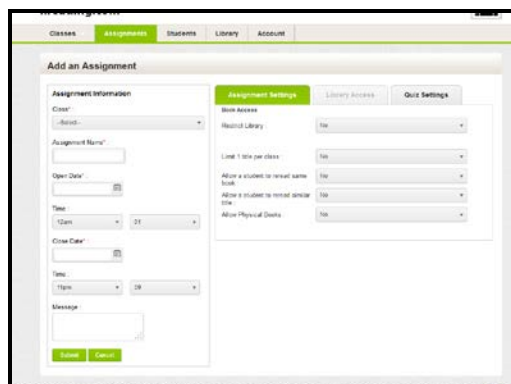 Classes Assignments Students Library Account
Add an Assignment
Assignment Information
Class* :
--Select--
Assignment Name* :
Open Date* :
Time :
12am 01
Close Date* :
Time :
11pm
Message :
Submit Cancel
Assignment Settings Library Access Quiz Settings
Book Access
Restrict Library No
Limit 1 title per class : No
Allow a student to reread same book : No
Allow a student to reread similar title : No
Allow Physical Books : No